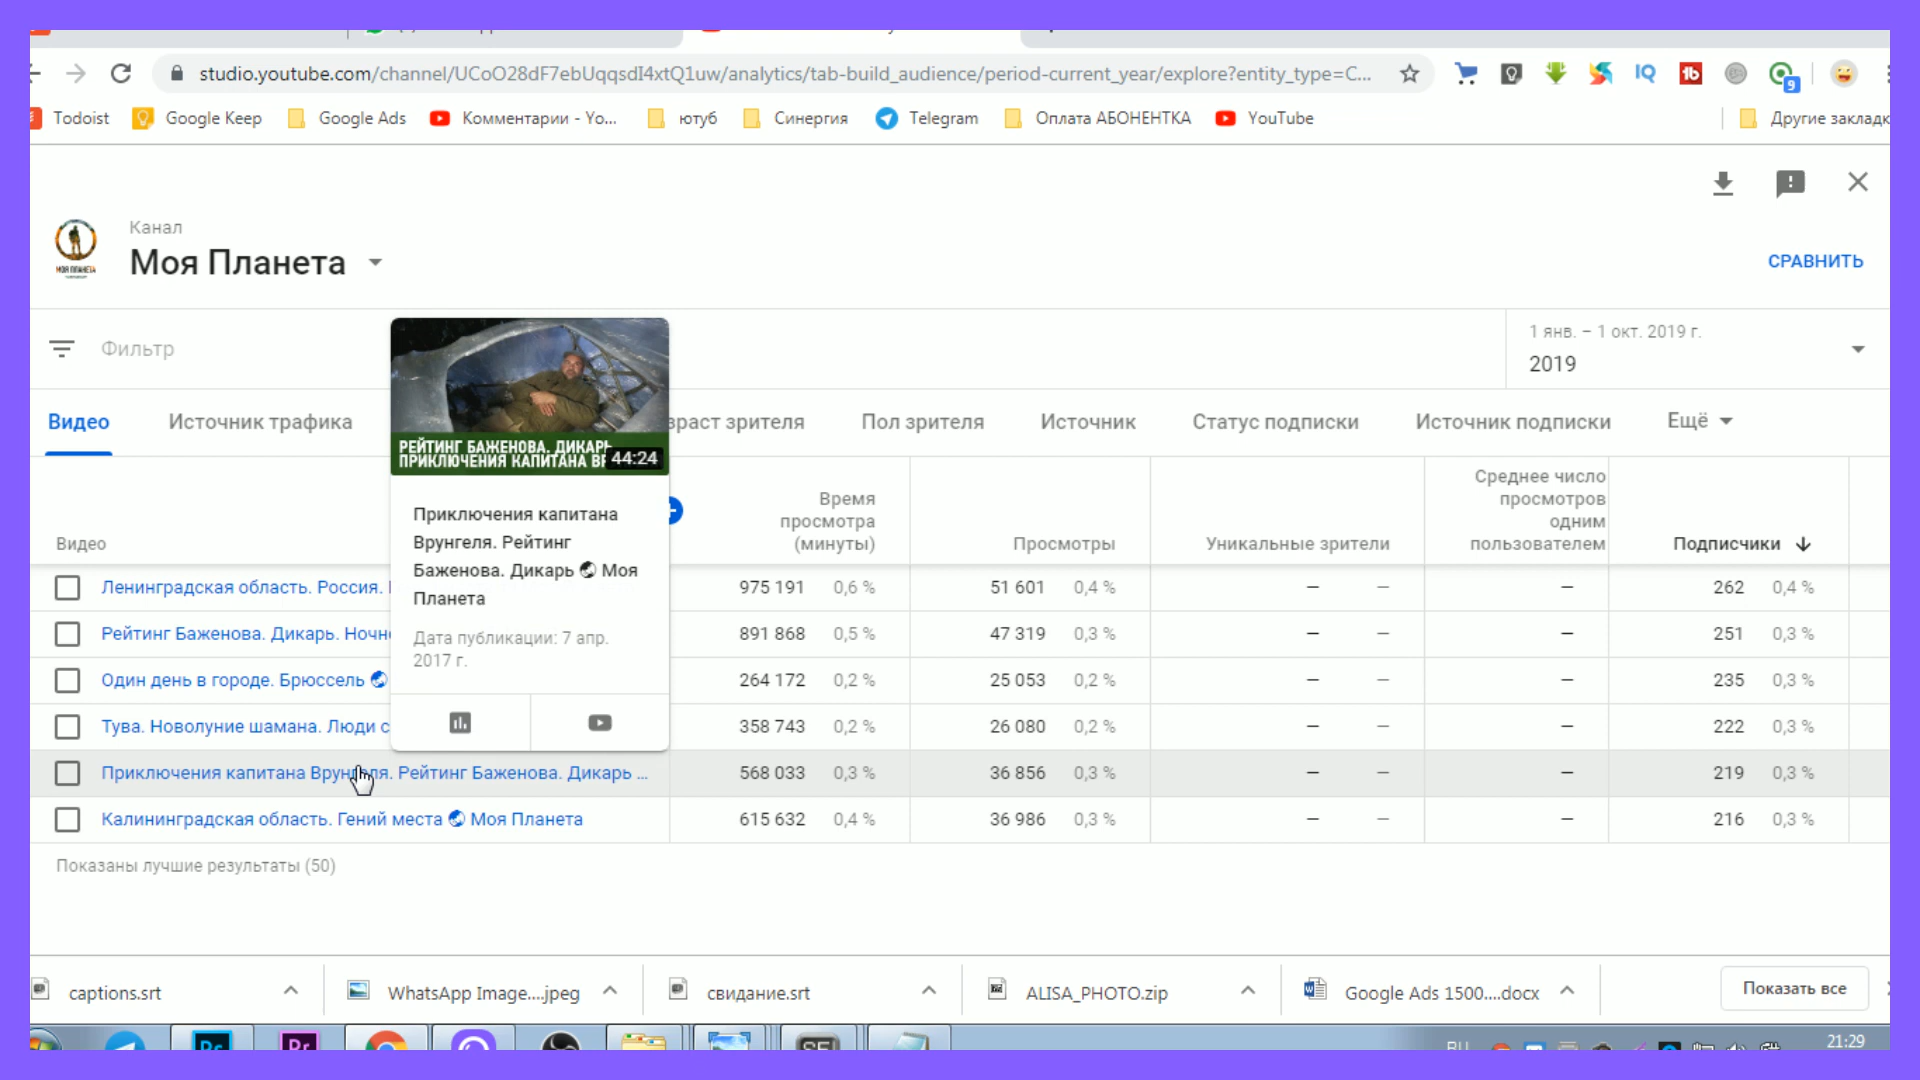 studio.youtube.com/channel/UCoO28dF7ebUqqsdI4xtQ1uw/analytics/tab-build_audience/period-current_year/explore?entity_type=C...
IQ
9
Todoist
Google Keep
Google Ads
Комментарии - Yo...
ютуб
Синергия
Telegram
Оплата АБОНЕНТКА
YouTube
Другие закладк
Канал
Моя Планета
СРАВНИТЬ
Фильтр
1 янв. – 1 окт. 2019 г.
2019
Видео
Источник трафика
зраст зрителя
Пол зрителя
Источник
Статус подписки
Источник подписки
Ещё
РЕЙТИНГ БАЖЕНОВА. ДИКАРЬ
ПРИКЛЮЧЕНИЯ КАПИТАНА ВР
44:24
Приключения капитана
Врунгеля. Рейтинг
Баженова. Дикарь Моя
Планета
Дата публикации: 7 апр.
2017 г.
Видео
Время
просмотра
(минуты)
Просмотры
Уникальные зрители
Среднее число
просмотров
одним
пользователем
Подписчики
Ленинградская область. Россия. 975 191 0,6 % 51 601 0,4 % – – – 262 0,4 %
Рейтинг Баженова. Дикарь. Ночн 891 868 0,5 % 47 319 0,3 % – – – 251 0,3 %
Один день в городе. Брюссель 264 172 0,2 % 25 053 0,2 % – – – 235 0,3 %
Тува. Новолуние шамана. Люди с 358 743 0,2 % 26 080 0,2 % – – – 222 0,3 %
Приключения капитана Врунгеля. Рейтинг Баженова. Дикарь ... 568 033 0,3 % 36 856 0,3 % – – – 219 0,3 %
Калининградская область. Гений места Моя Планета 615 632 0,4 % 36 986 0,3 % – – – 216 0,3 %
Показаны лучшие результаты (50)
captions.srt
WhatsApp Image....jpeg
свидание.srt
ALISA_PHOTO.zip
Google Ads 1500....docx
Показать все
RU
21:29